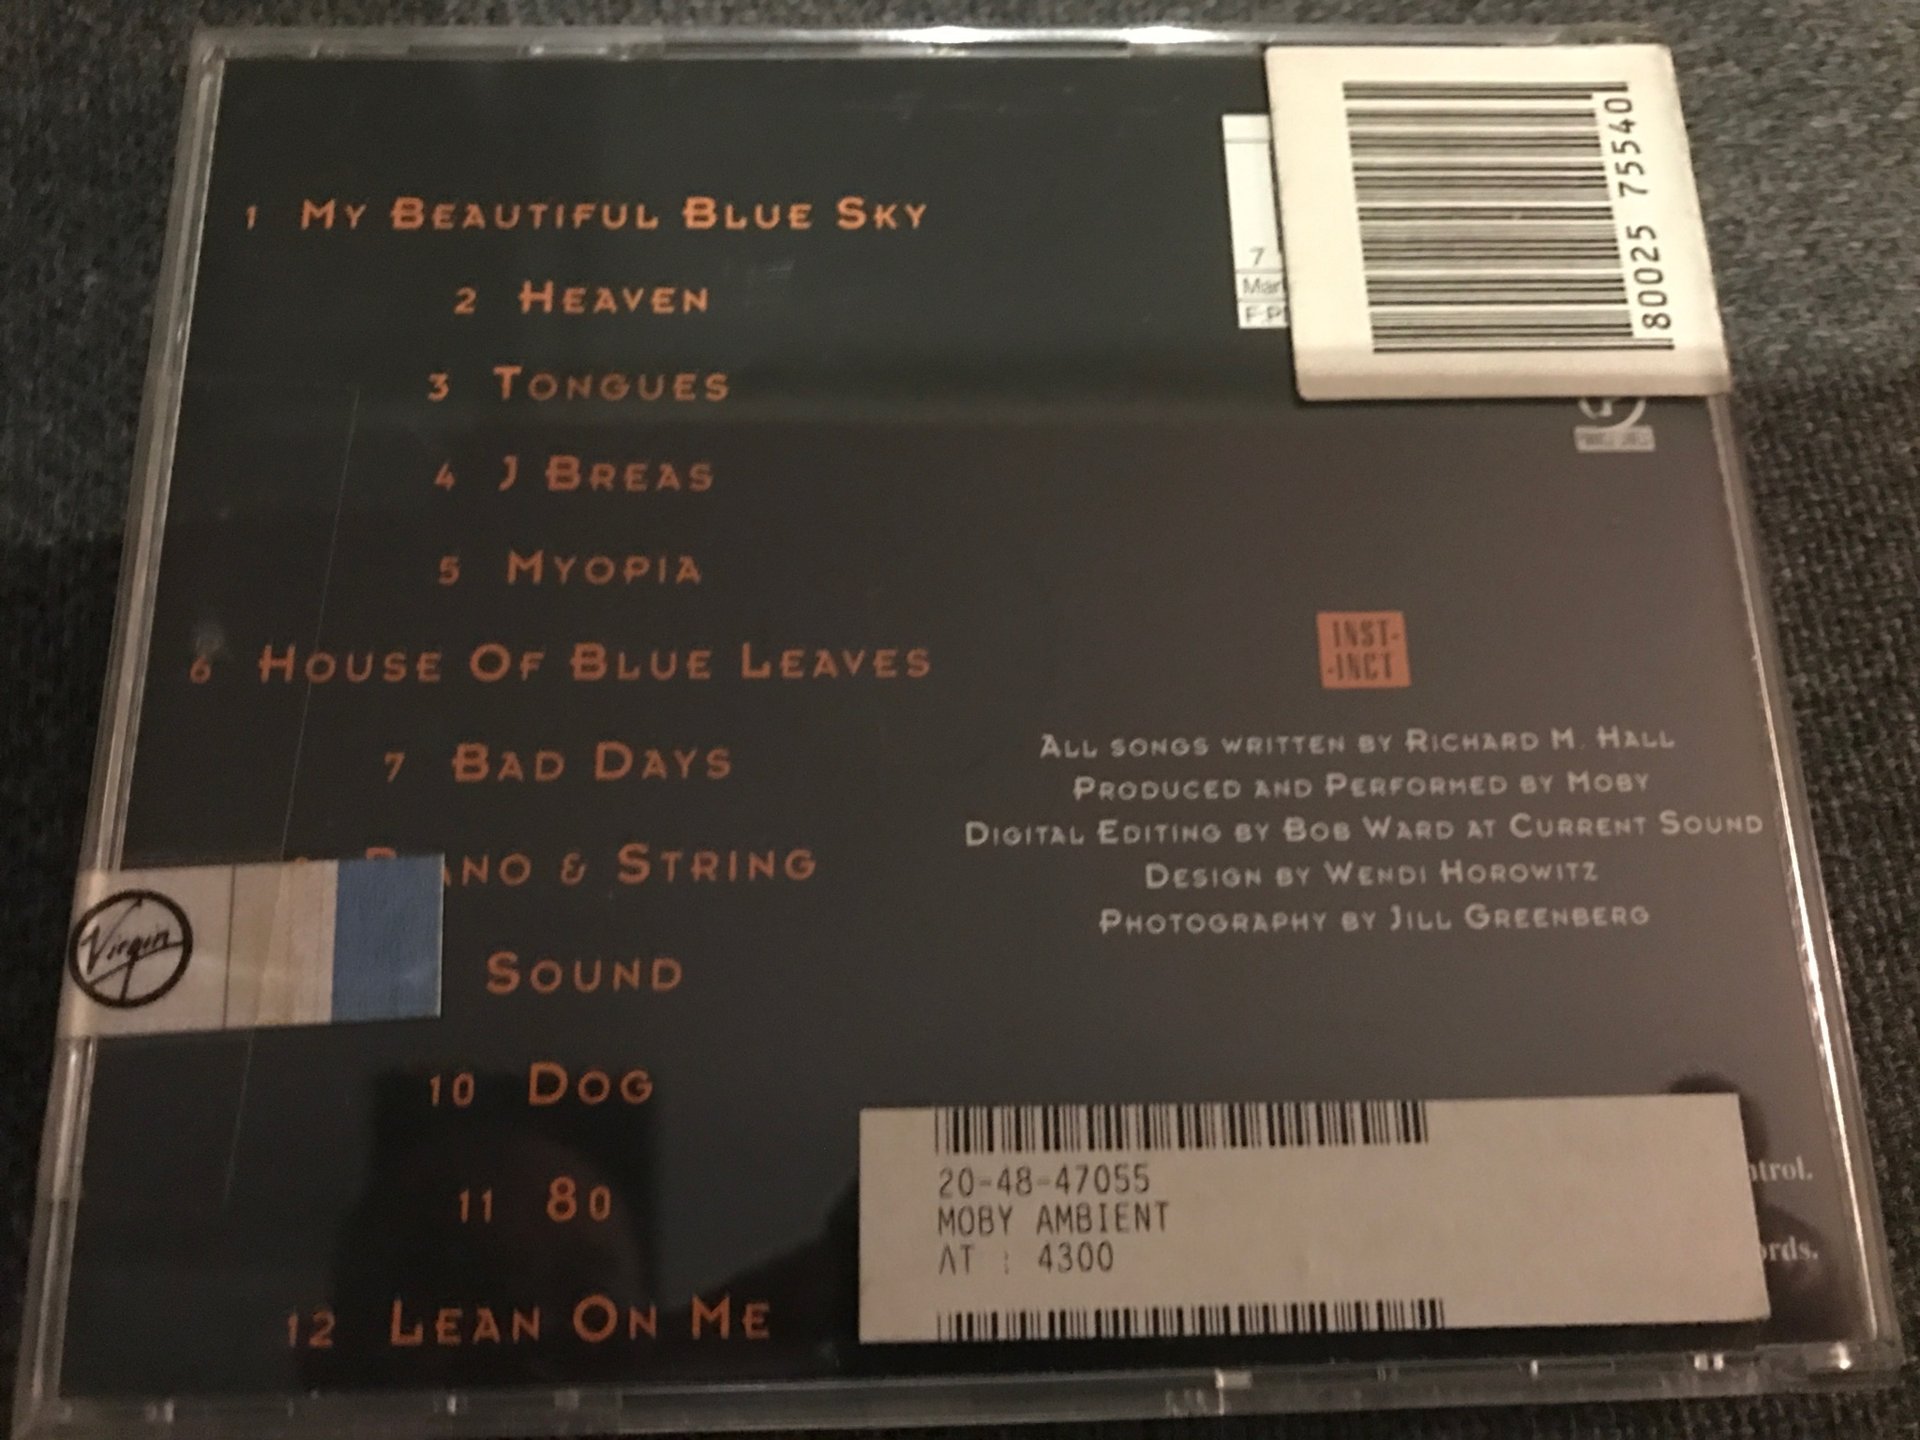 1 My Beautiful Blue Sky
2 Heaven
3 Tongues
4 J Breas
5 Myopia
6 House Of Blue Leaves
7 Bad Days
& String
Sound
10 Dog
11 80
12 Lean On Me
Virgin
80025 75540
7
INST-
-INCT
All songs written by Richard M. Hall
Produced and Performed by Moby
Digital Editing by Bob Ward at Current Sound
Design by Wendi Horowitz
Photography by Jill Greenberg
20-48-47055
MOBY AMBIENT
AT : 4300